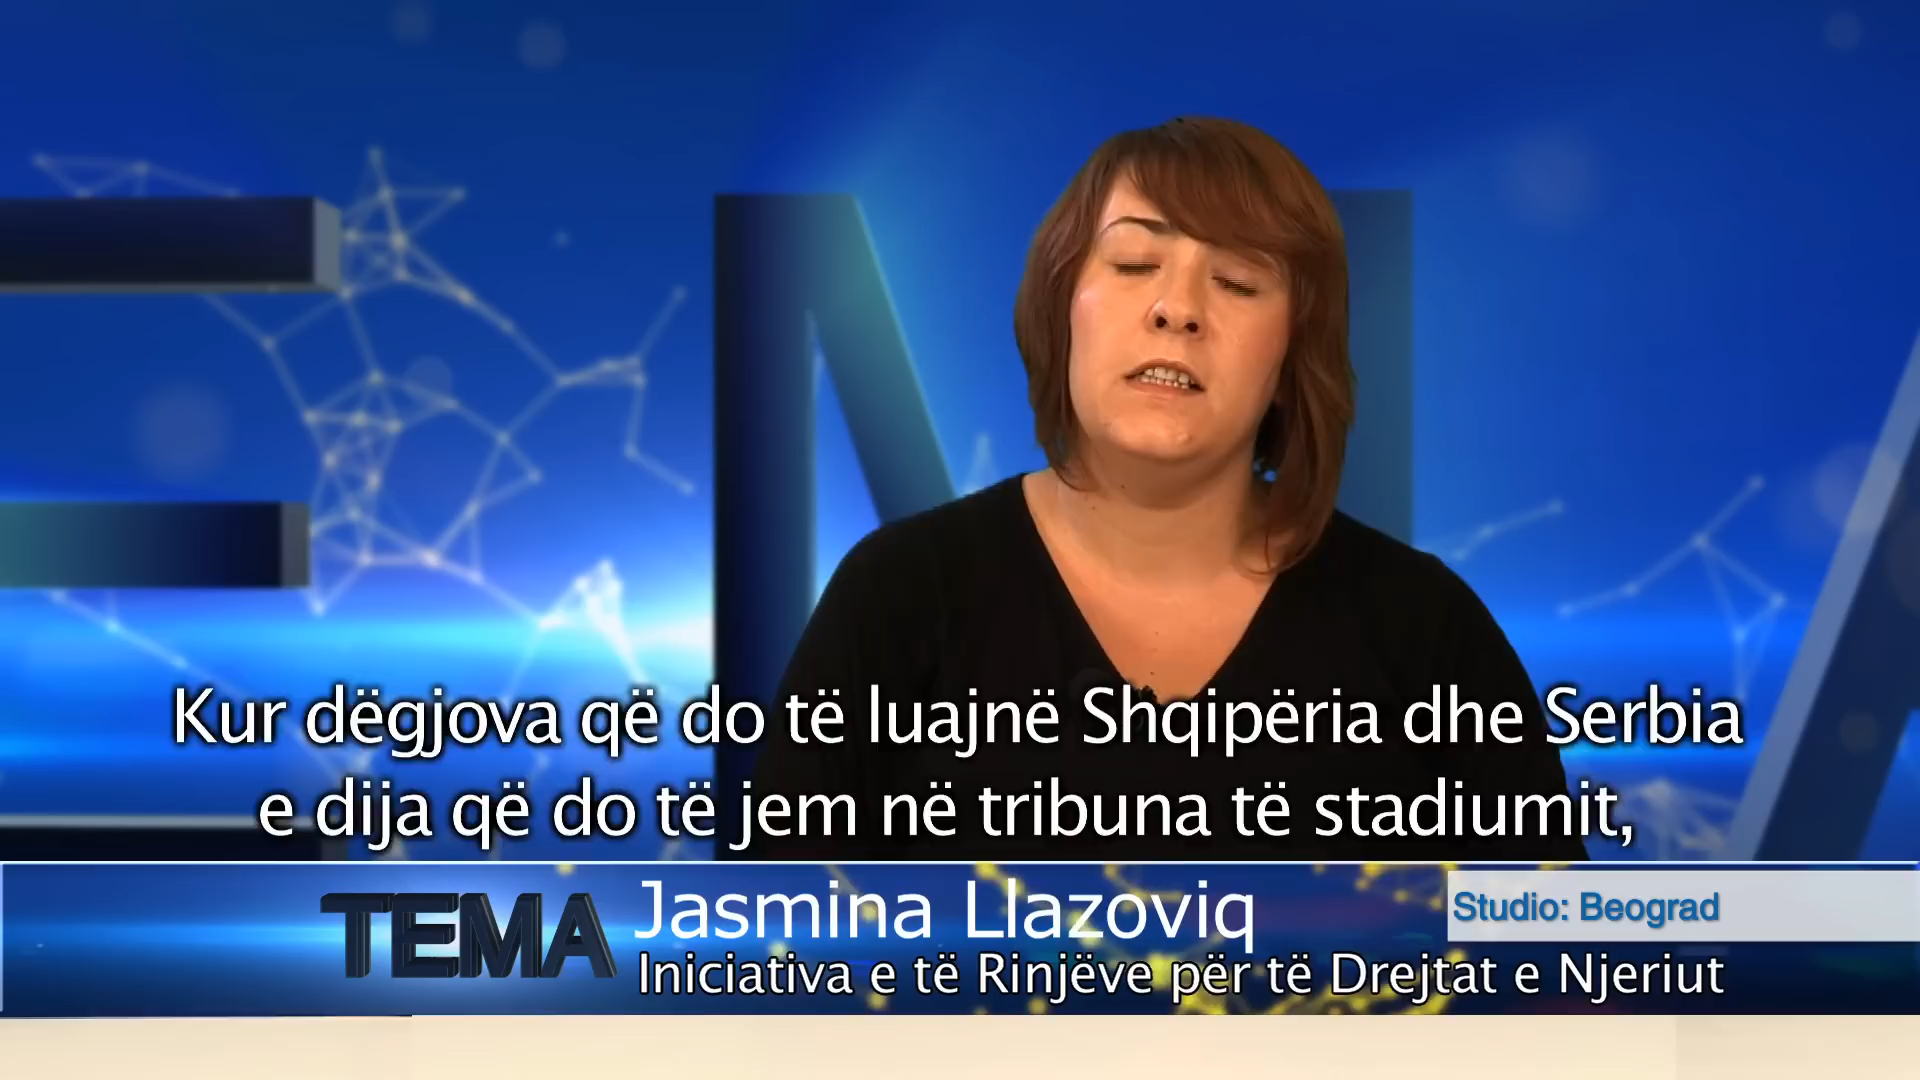 Kur dëgjova që do të luajnë Shqipëria dhe Serbia
e dija që do të jem në tribuna të stadiumit,
TEMA
Jasmina Llazoviq
Studio: Beograd
Iniciativa e të Rinjëve për të Drejtat e Njeriut